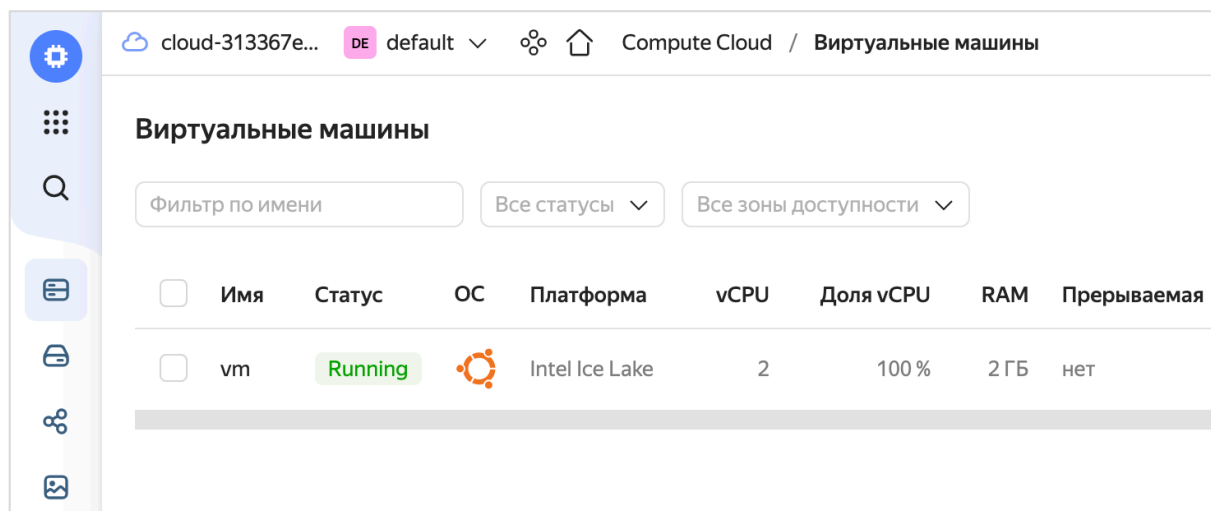 cloud-313367e... DE default Compute Cloud / Виртуальные машины
Виртуальные машины
Фильтр по имени Все статусы Все зоны доступности
Имя Статус ОС Платформа vCPU Доля vCPU RAM Прерываемая
vm Running Intel Ice Lake 2 100 % 2 ГБ нет